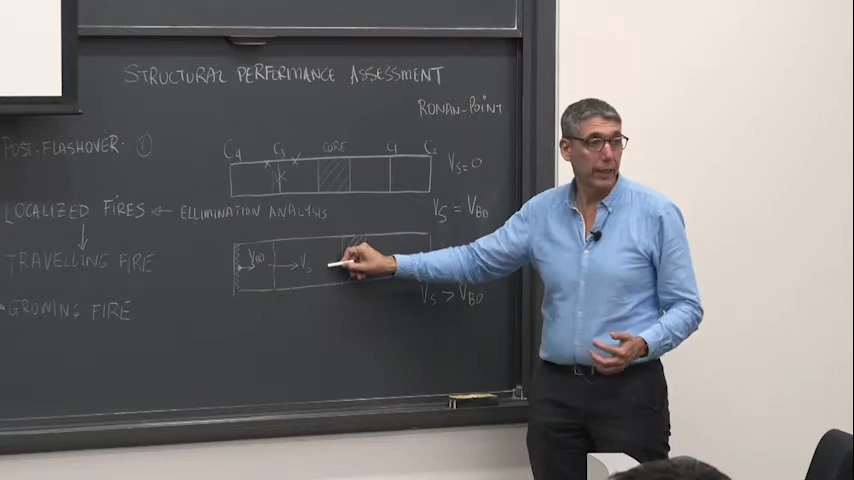 STRUCTURAL PERFORMANCE ASSESSMENT
RONAN-POINT
POST-FLASHOVER 1
C4 C3 CORE C1 C2
Vs=0
LOCALIZED FIRES ← ELLIMINATION ANALYSIS
Vs = VBO
VBO Vs
TRAVELLING FIRE
Vs > VBO
GROWING FIRE